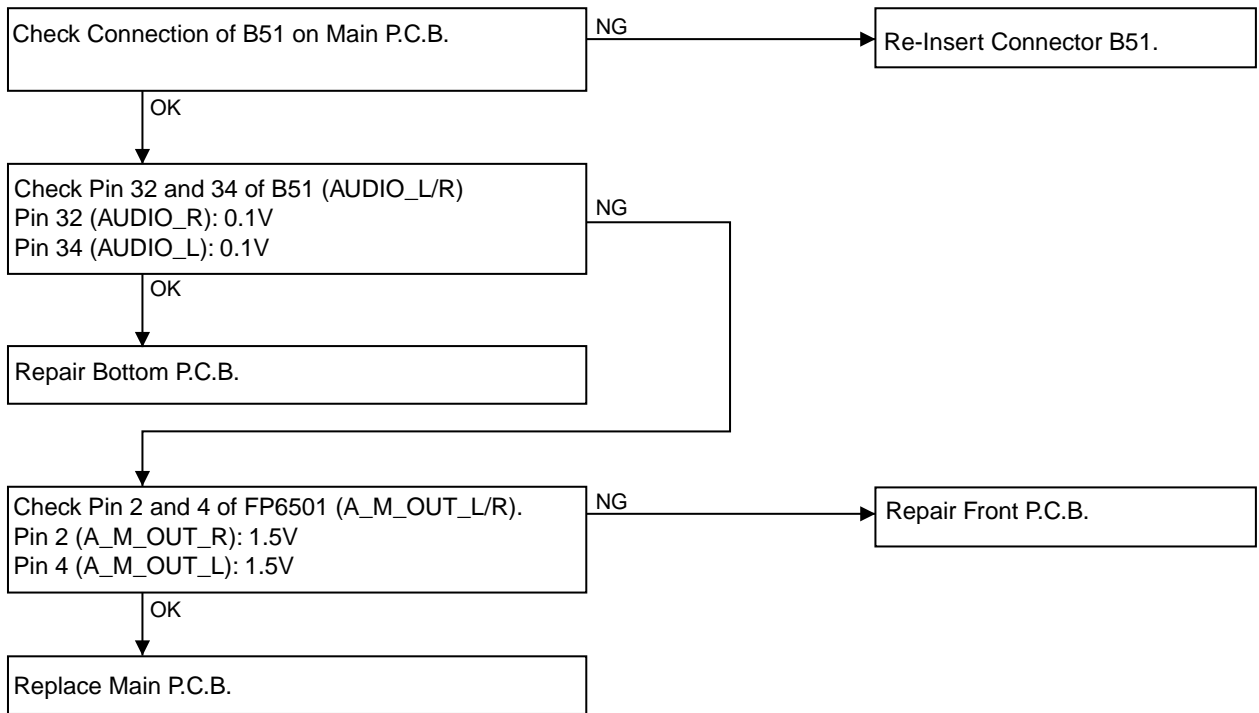 Check Connection of B51 on Main P.C.B.
NG
Re-Insert Connector B51.
OK
Check Pin 32 and 34 of B51 (AUDIO_L/R)
Pin 32 (AUDIO_R): 0.1V
Pin 34 (AUDIO_L): 0.1V
NG
OK
Repair Bottom P.C.B.
Check Pin 2 and 4 of FP6501 (A_M_OUT_L/R).
Pin 2 (A_M_OUT_R): 1.5V
Pin 4 (A_M_OUT_L): 1.5V
NG
Repair Front P.C.B.
OK
Replace Main P.C.B.